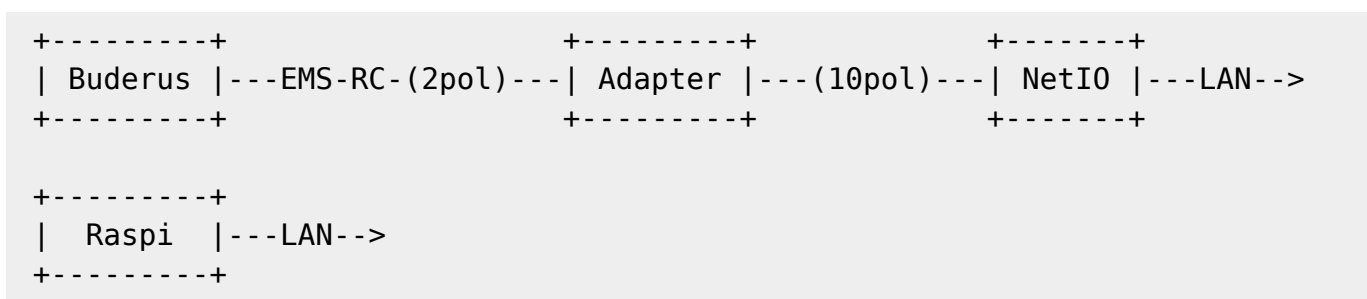 +---------+                    +---------+              +-------+
| Buderus |---EMS-RC-(2pol)---| Adapter |---(10pol)---| NetIO |---LAN-->
+---------+                    +---------+              +-------+

+---------+
|  Raspi  |---LAN-->
+---------+